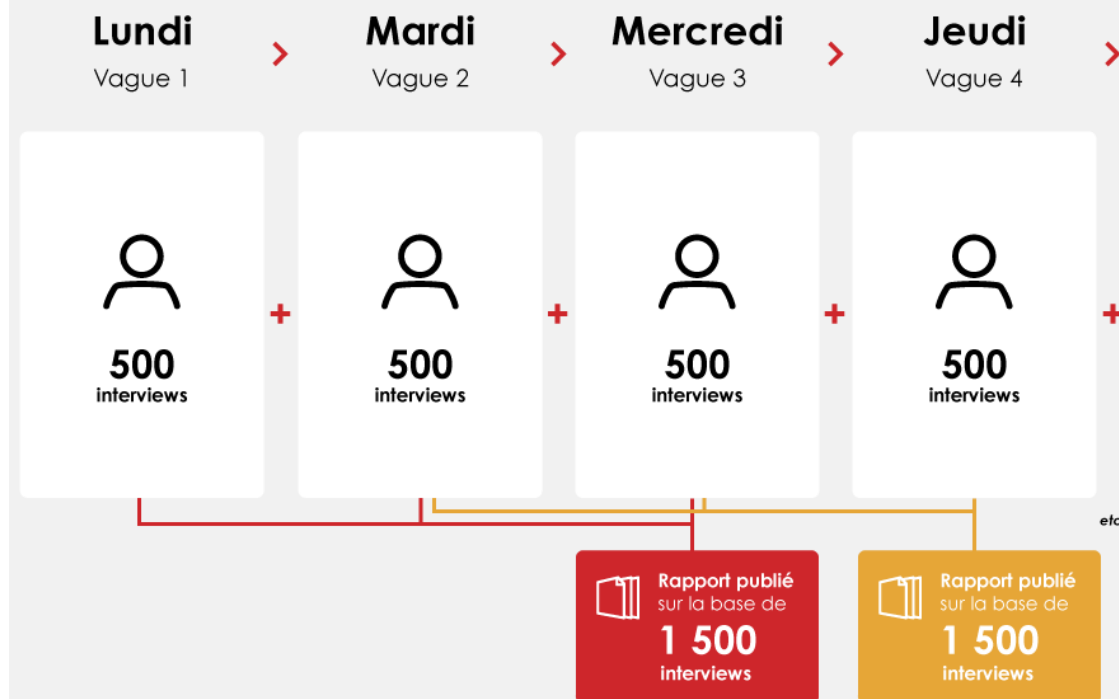 Lundi
Vague 1
>
Mardi
Vague 2
>
Mercredi
Vague 3
>
Jeudi
Vague 4
>
500
interviews
+
500
interviews
+
500
interviews
+
500
interviews
+
etc
Rapport publié
sur la base de
1 500
interviews
Rapport publié
sur la base de
1 500
interviews